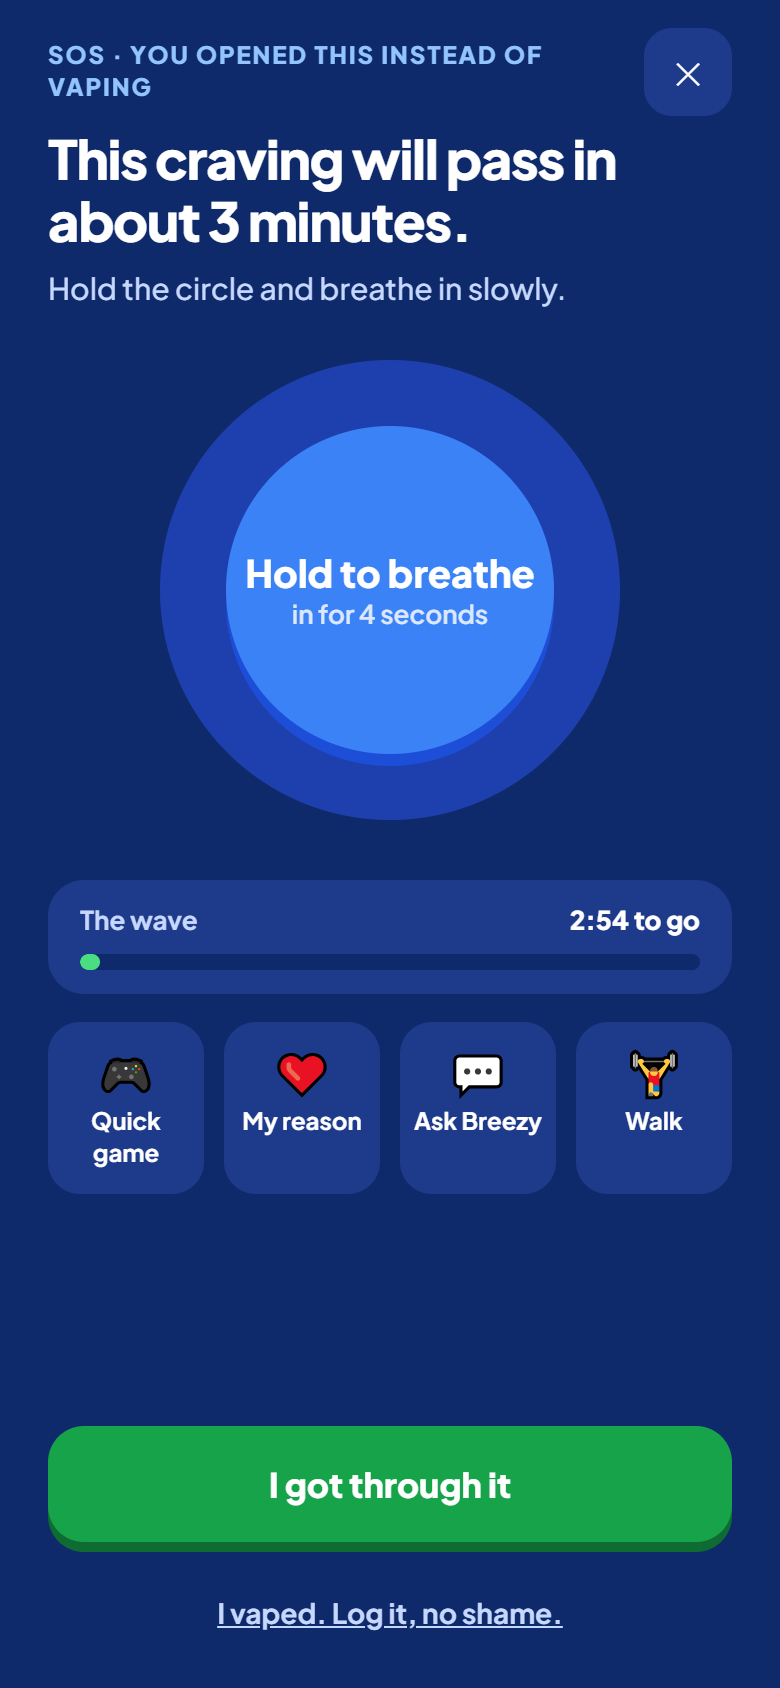 SOS · YOU OPENED THIS INSTEAD OF
VAPING
This craving will pass in
about 3 minutes.
Hold the circle and breathe in slowly.
Hold to breathe
in for 4 seconds
The wave
2:54 to go
Quick
game
My reason
Ask Breezy
Walk
I got through it
I vaped. Log it, no shame.